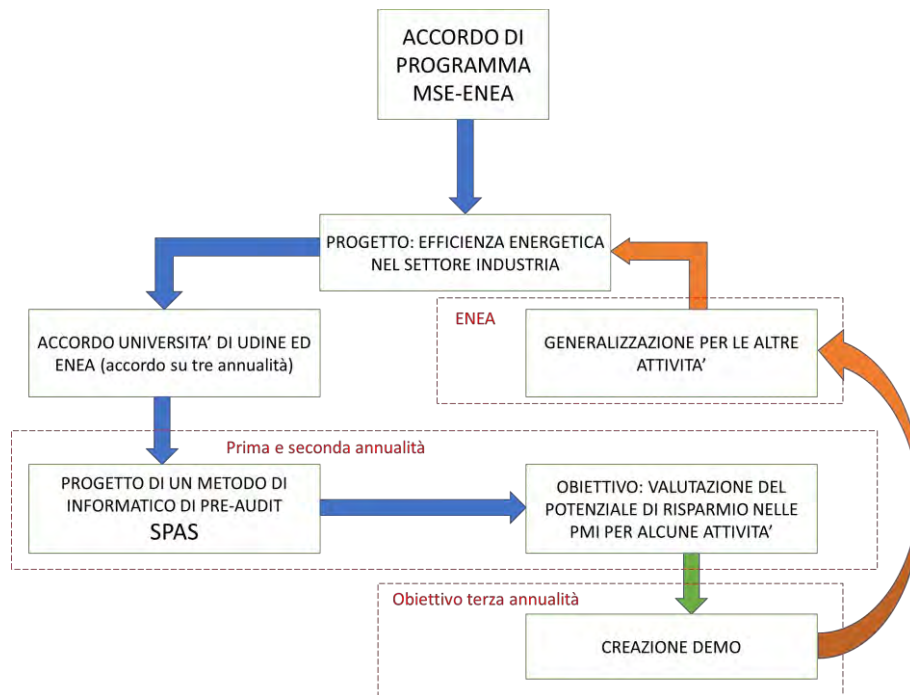 ACCORDO DI
PROGRAMMA
MSE-ENEA
PROGETTO: EFFICIENZA ENERGETICA
NEL SETTORE INDUSTRIA
ACCORDO UNIVERSITA’ DI UDINE ED
ENEA (accordo su tre annualità)
ENEA
GENERALIZZAZIONE PER LE ALTRE
ATTIVITA’
Prima e seconda annualità
PROGETTO DI UN METODO DI
INFORMATICO DI PRE-AUDIT
SPAS
OBIETTIVO: VALUTAZIONE DEL
POTENZIALE DI RISPARMIO NELLE
PMI PER ALCUNE ATTIVITA’
Obiettivo terza annualità
CREAZIONE DEMO